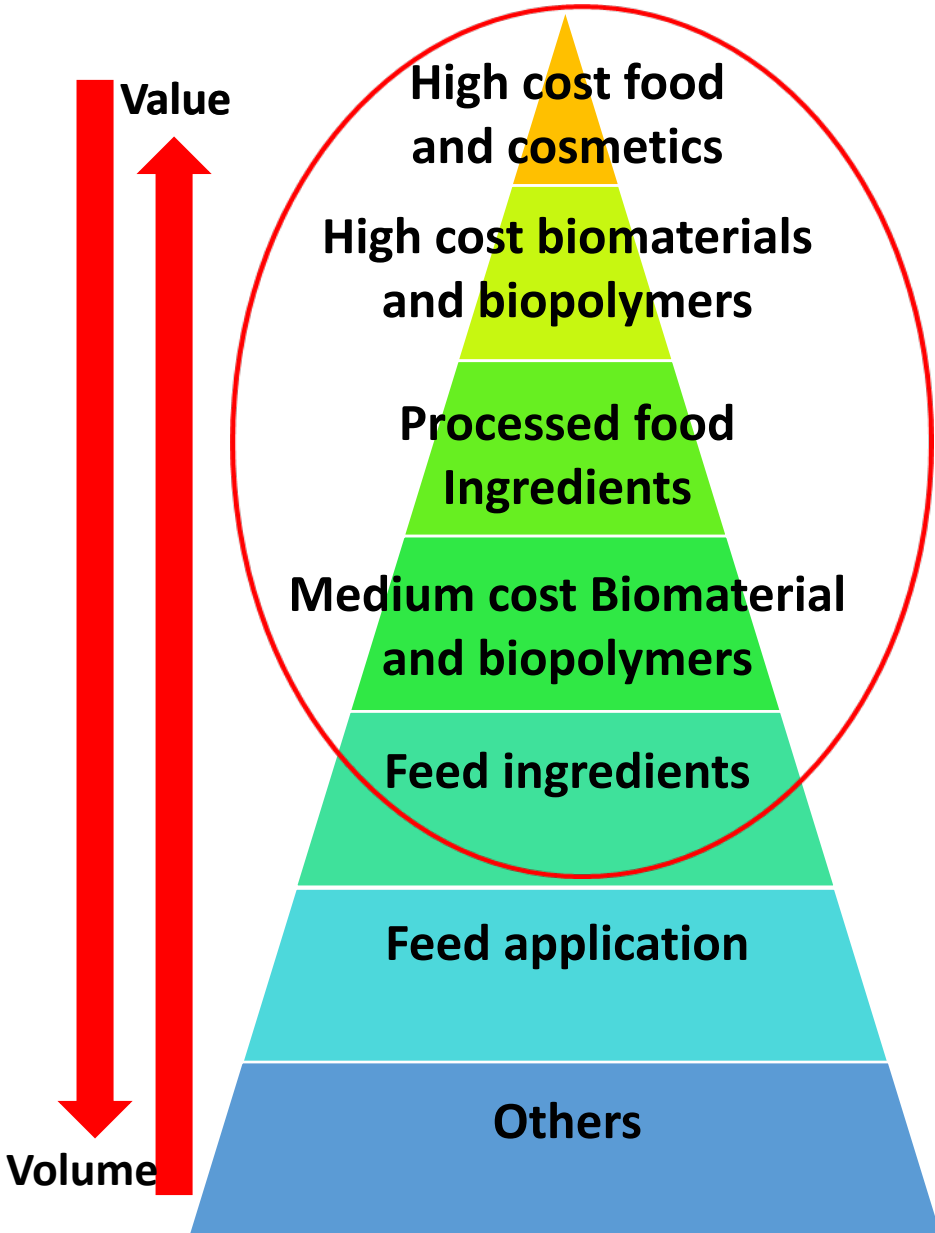 Value
High cost food
and cosmetics
High cost biomaterials
and biopolymers
Processed food
Ingredients
Medium cost Biomaterial
and biopolymers
Feed ingredients
Feed application
Others
Volume